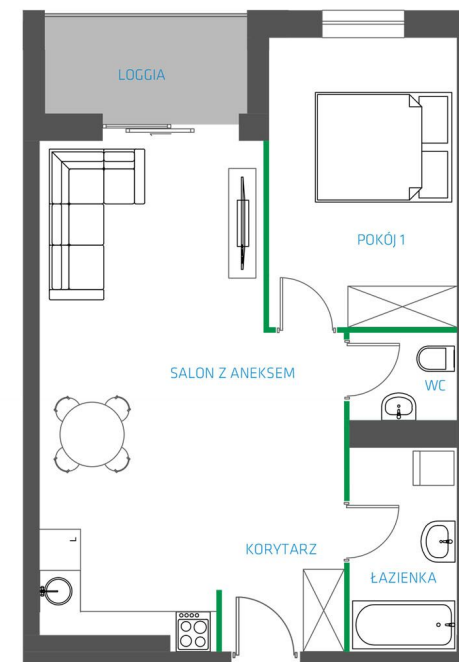 LOGGIA
POKÓJ 1
SALON Z ANEKSEM
WC
L
KORYTARZ
ŁAZIENKA